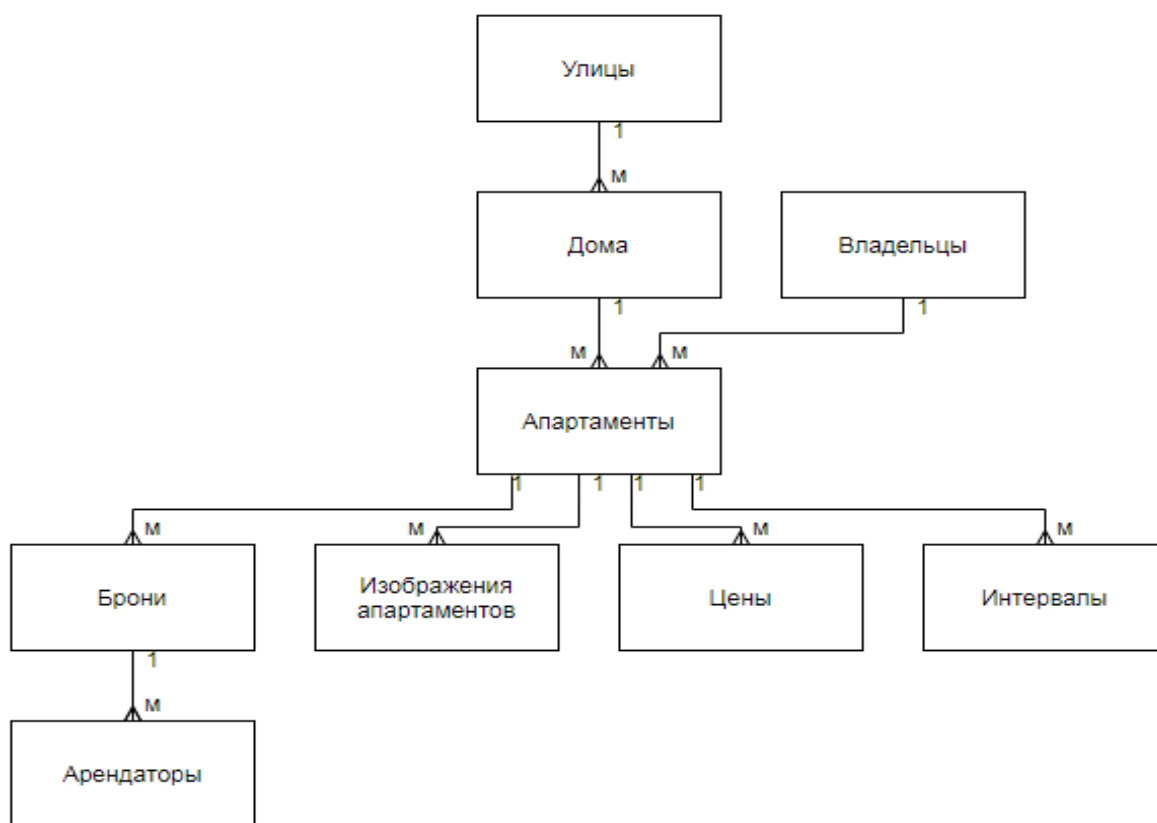 Улицы
1
м
Дома
Владельцы
1
1
м
м
Апартаменты
1
1
1
1
м
м
м
м
Брони
Изображения
апартаментов
Цены
Интервалы
1
м
Арендаторы